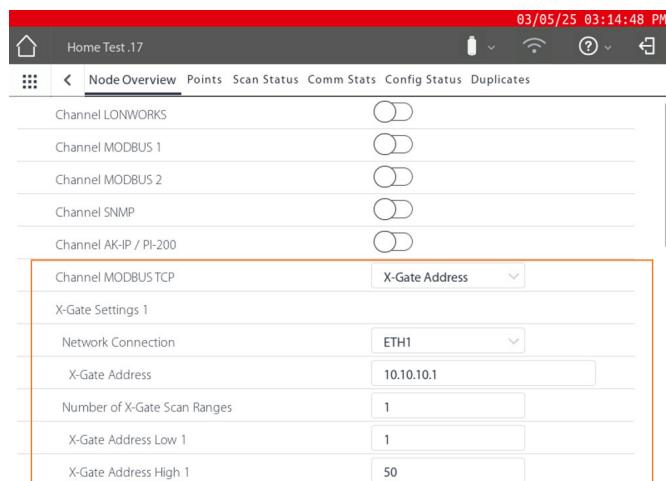 03/05/25 03:14:48 PM
Home Test .17
Node Overview Points Scan Status Comm Stats Config Status Duplicates
Channel LONWORKS
Channel MODBUS 1
Channel MODBUS 2
Channel SNMP
Channel AK-IP / PI-200
Channel MODBUS TCP X-Gate Address
X-Gate Settings 1
Network Connection ETH1
X-Gate Address 10.10.10.1
Number of X-Gate Scan Ranges 1
X-Gate Address Low 1 1
X-Gate Address High 1 50